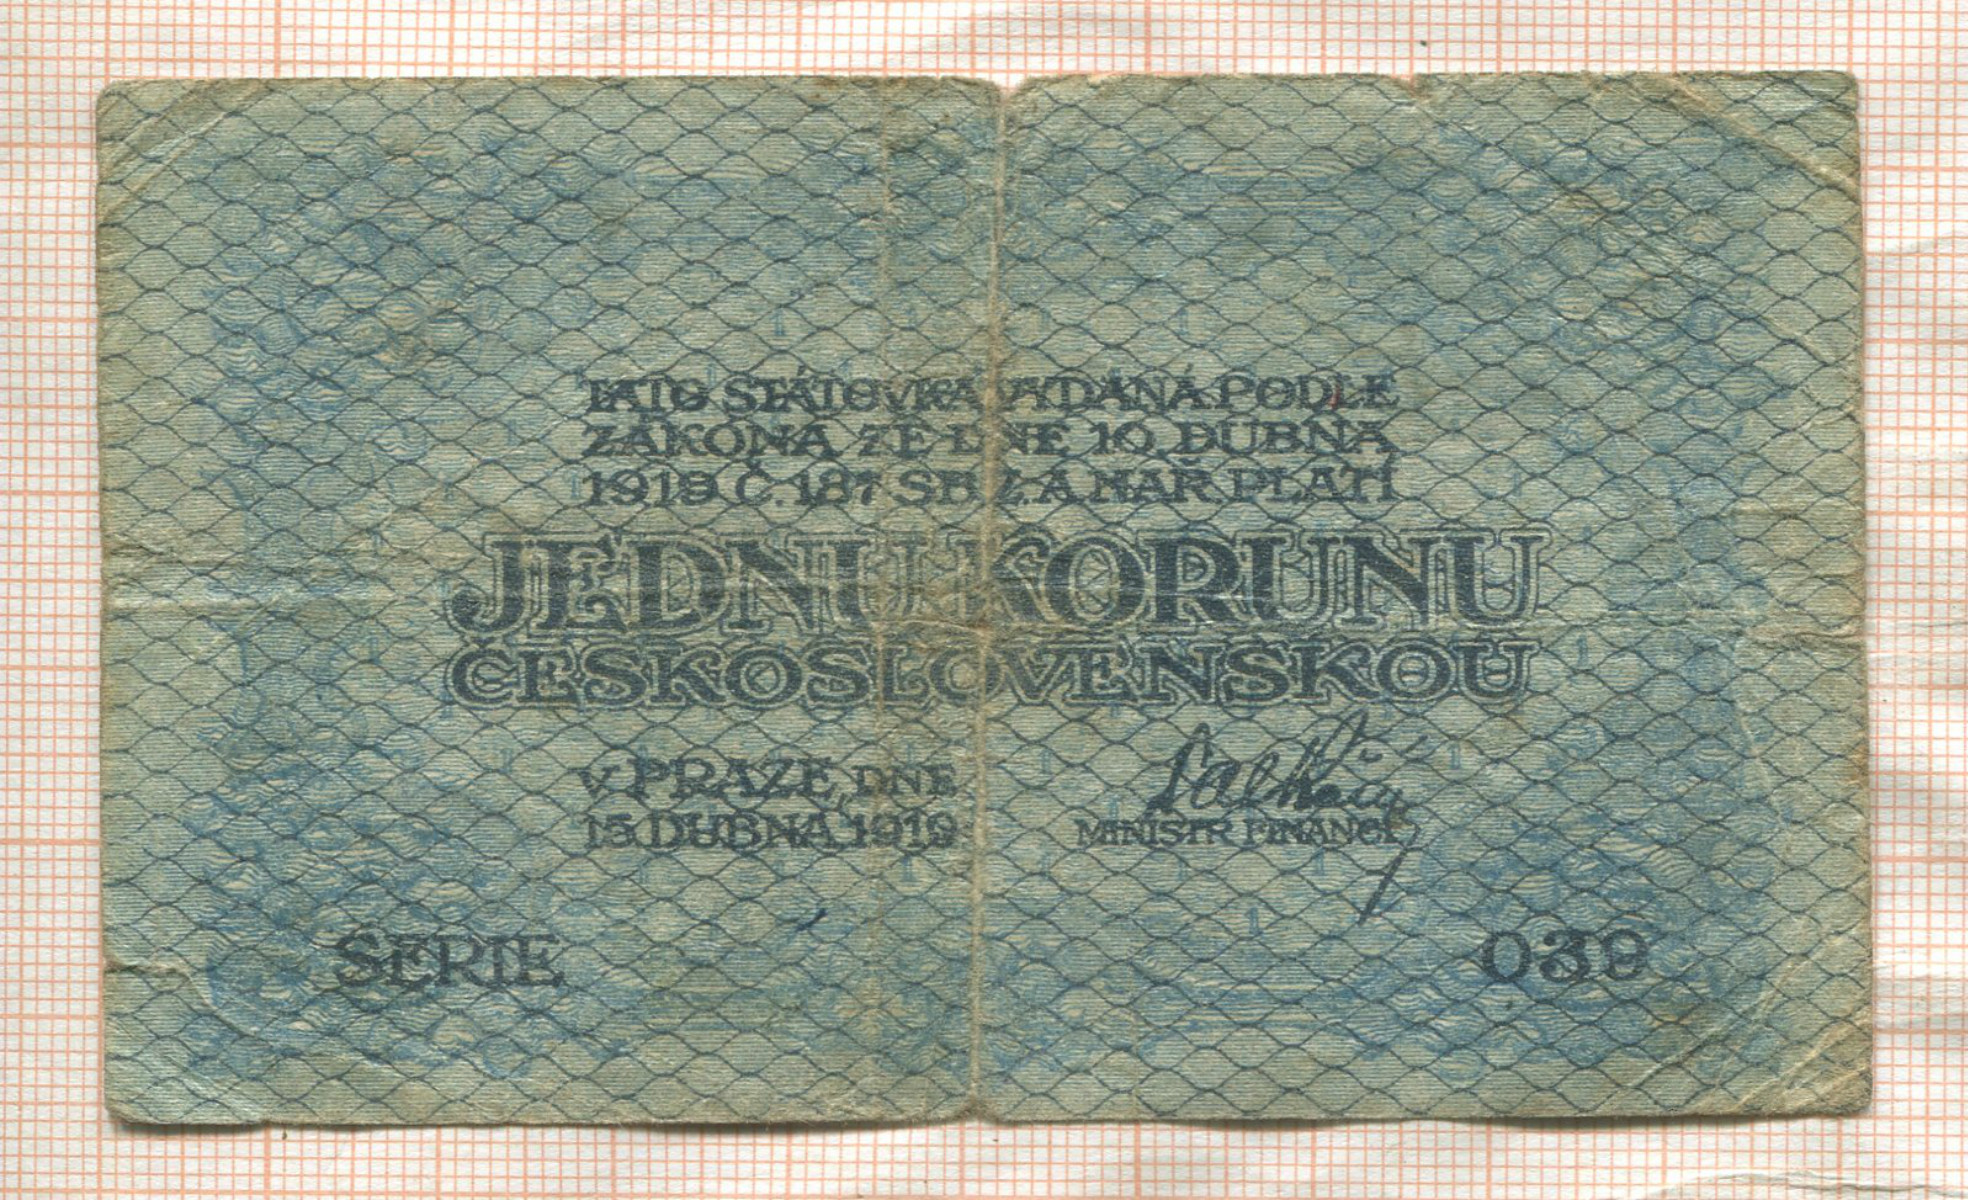 TATO STÁTOVKA VYDANÁ PODLE
ZÁKONA ZE DNE 10. DUBNA
1919 Č. 187 SB. Z. A NAŘ. PLATÍ
JEDNU KORUNU
ČESKOSLOVENSKOU
V PRAZE, DNE
15. DUBNA 1919
MINISTR FINANCÍ
SERIE 039